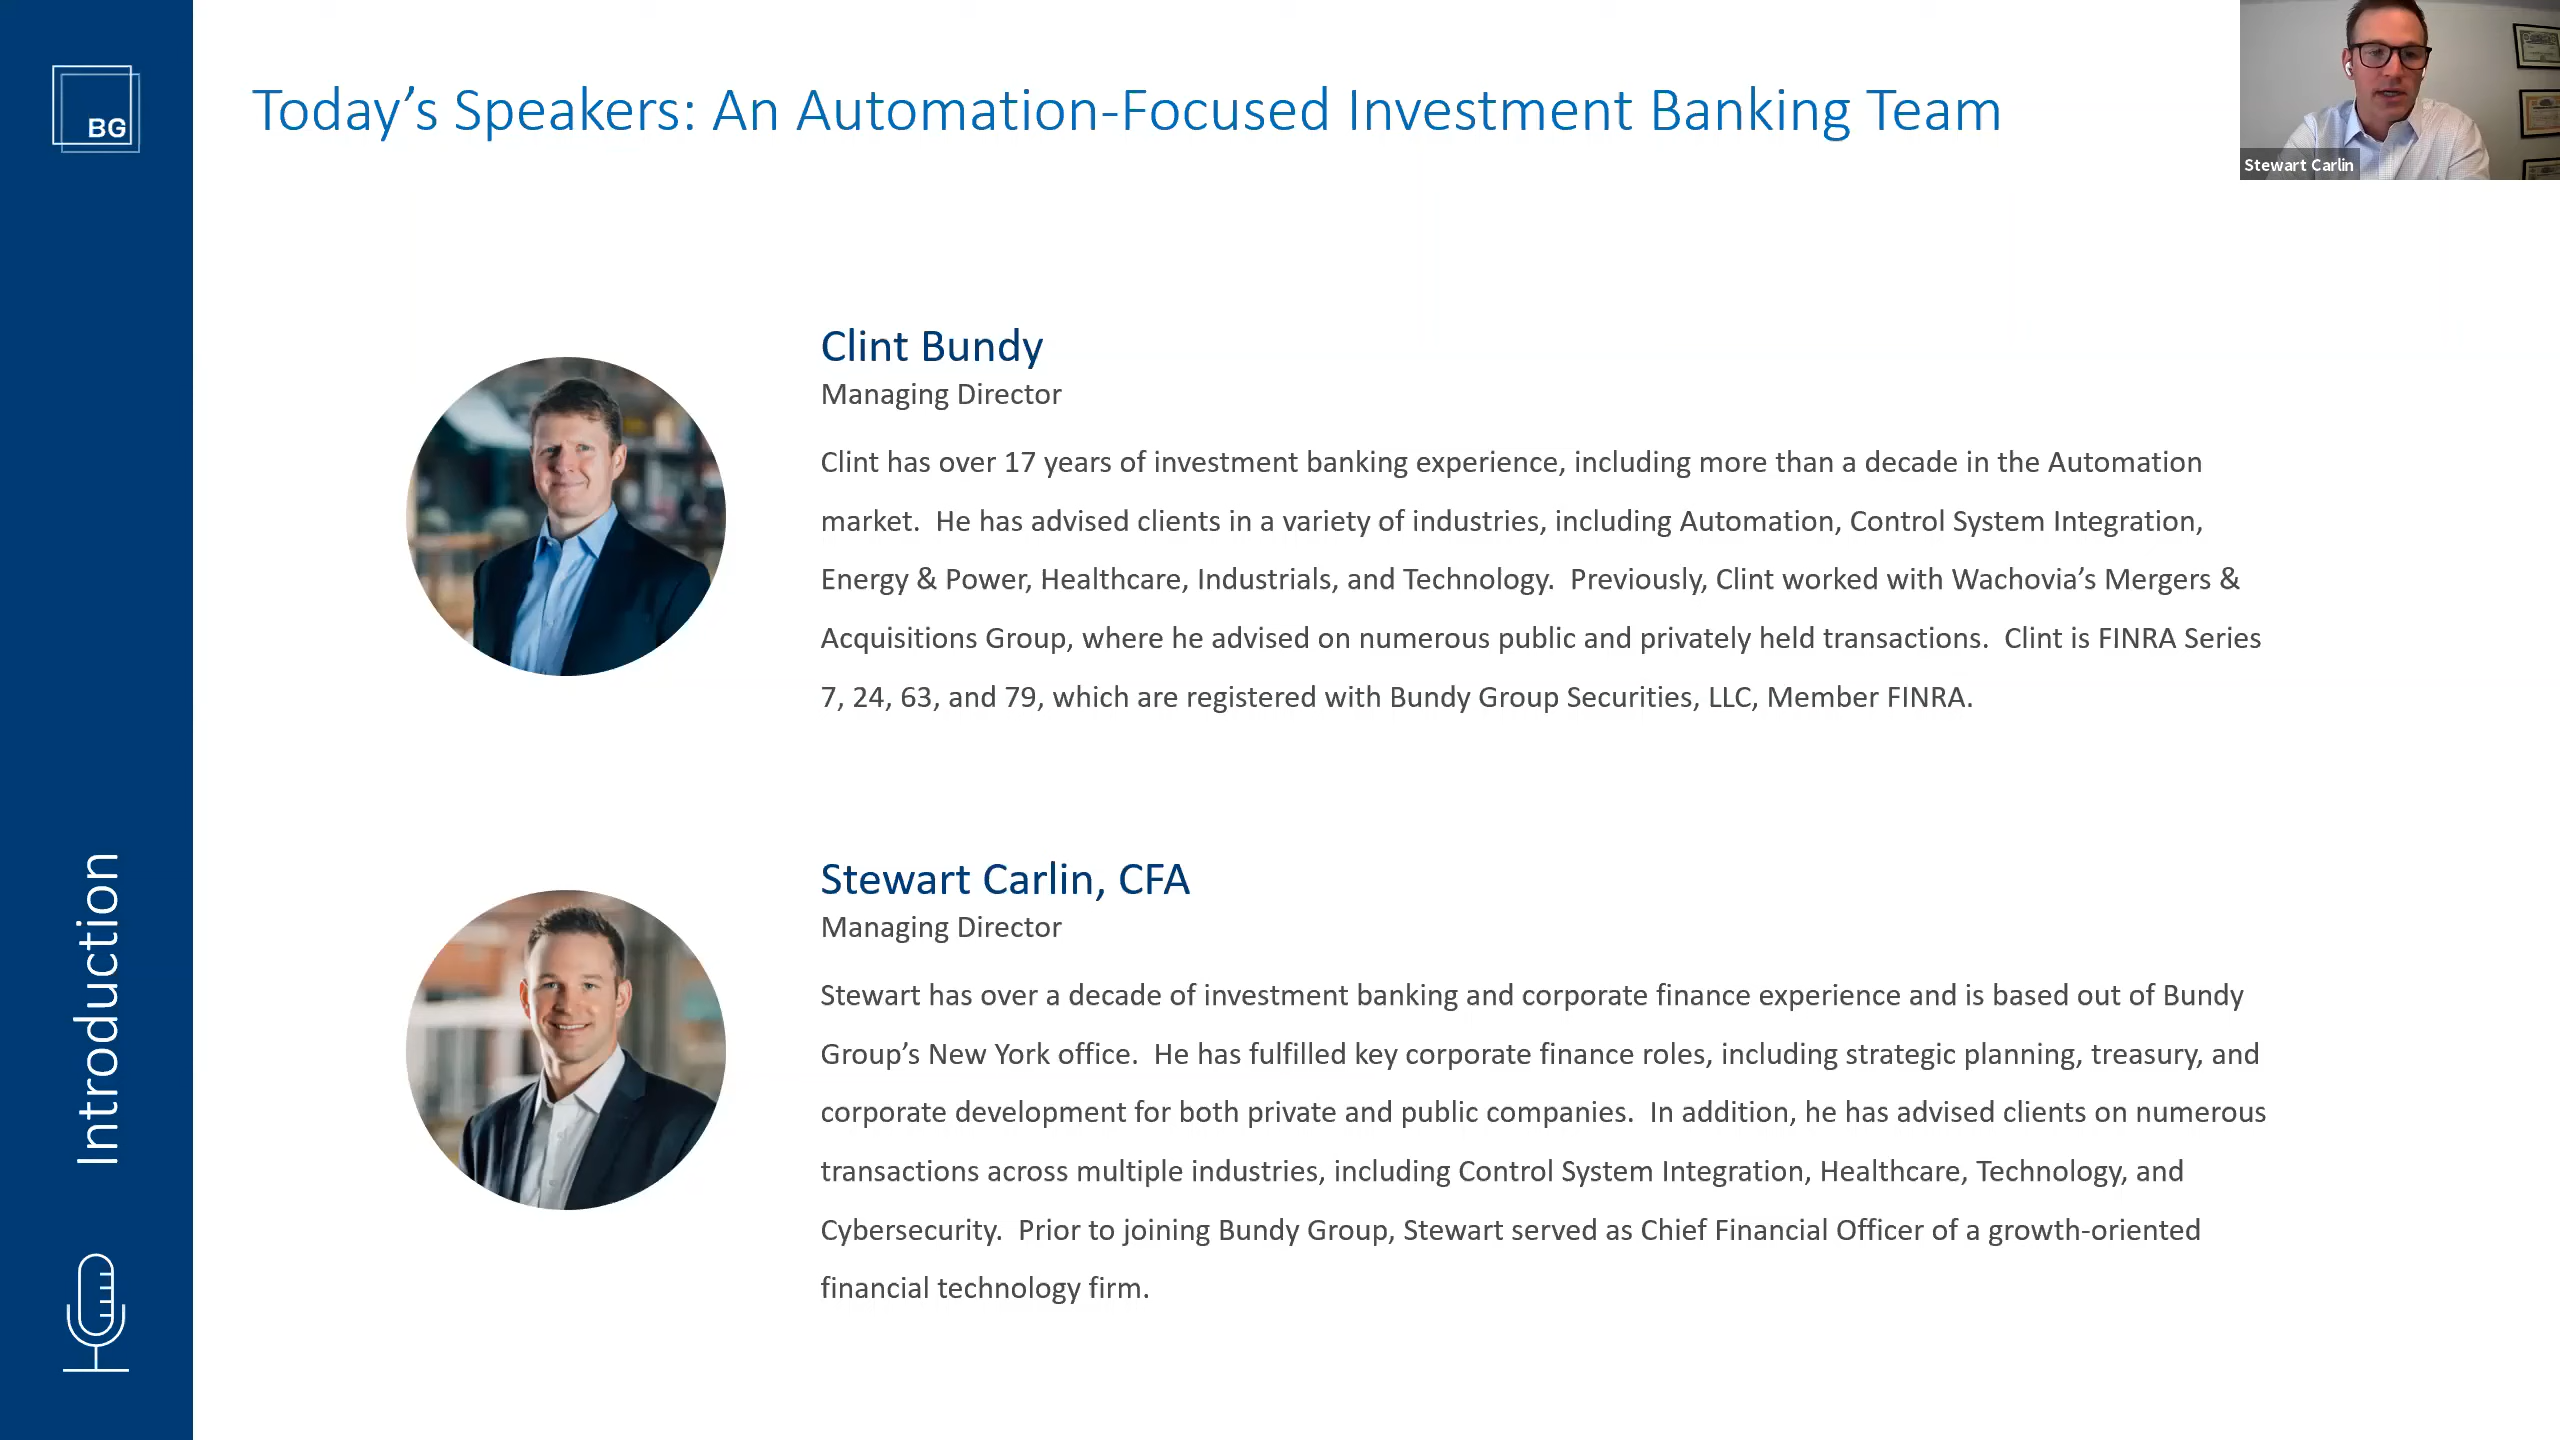 BG
Today’s Speakers: An Automation-Focused Investment Banking Team
Stewart Carlin
Clint Bundy
Managing Director
Clint has over 17 years of investment banking experience, including more than a decade in the Automation
market.  He has advised clients in a variety of industries, including Automation, Control System Integration,
Energy & Power, Healthcare, Industrials, and Technology.  Previously, Clint worked with Wachovia’s Mergers &
Acquisitions Group, where he advised on numerous public and privately held transactions.  Clint is FINRA Series
7, 24, 63, and 79, which are registered with Bundy Group Securities, LLC, Member FINRA.
Stewart Carlin, CFA
Managing Director
Stewart has over a decade of investment banking and corporate finance experience and is based out of Bundy
Group’s New York office.  He has fulfilled key corporate finance roles, including strategic planning, treasury, and
corporate development for both private and public companies.  In addition, he has advised clients on numerous
transactions across multiple industries, including Control System Integration, Healthcare, Technology, and
Cybersecurity.  Prior to joining Bundy Group, Stewart served as Chief Financial Officer of a growth-oriented
financial technology firm.
Introduction